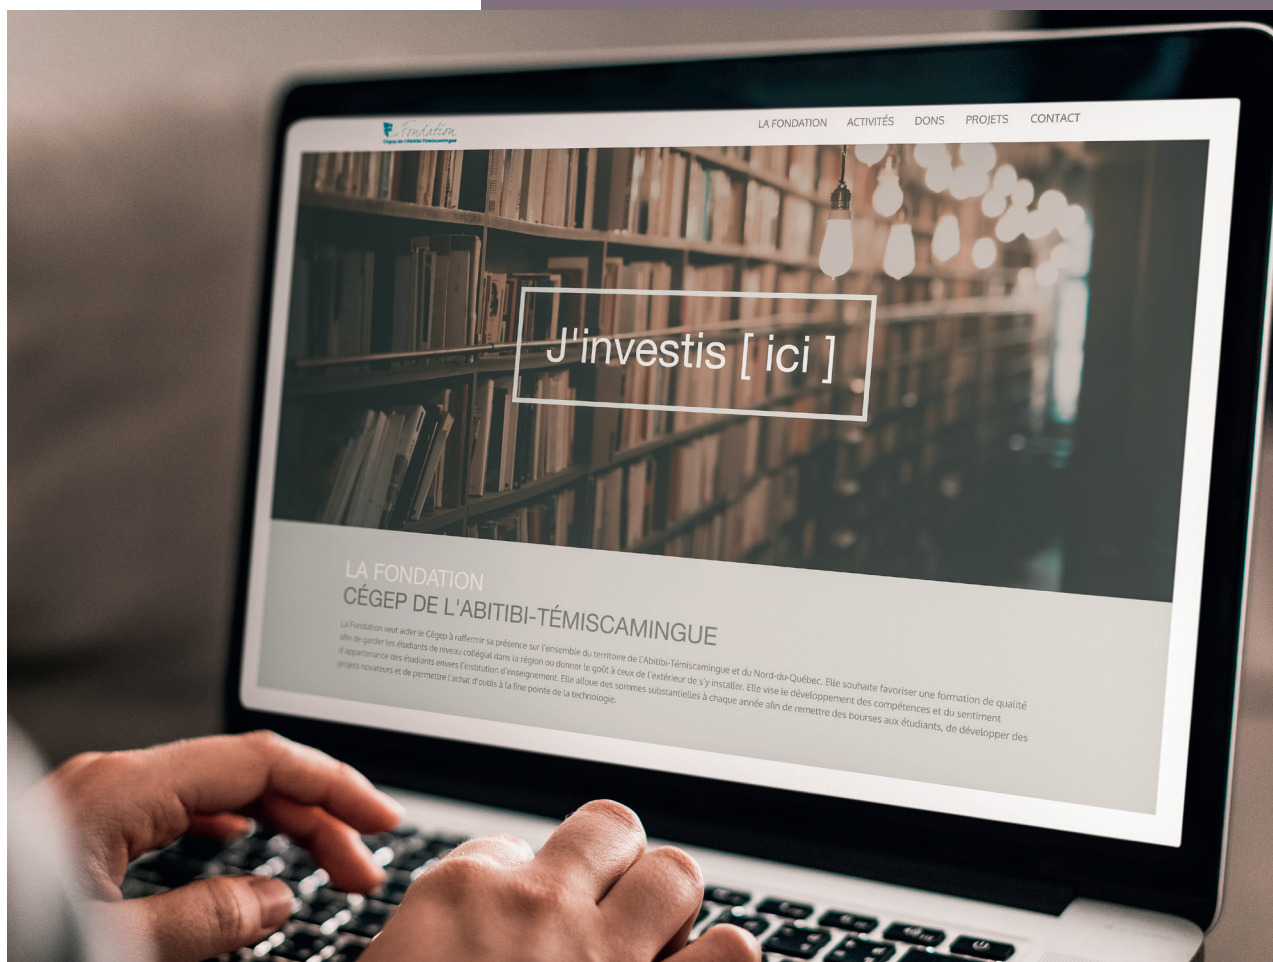 La Fondation
Cégep de l'Abitibi-Témiscamingue
LA FONDATION ACTIVITÉS DONS PROJETS CONTACT
J'investis [ ici ]
LA FONDATION
CÉGEP DE L'ABITIBI-TÉMISCAMINGUE
La Fondation veut aider le Cégep à raffermir sa présence sur l'ensemble du territoire de l'Abitibi-Témiscamingue et du Nord-du-Québec. Elle souhaite favoriser une formation de qualité
afin de garder les étudiants de niveau collégial dans la région ou donner le goût à ceux de l'extérieur de s'y installer. Elle vise le développement des compétences et du sentiment
d'appartenance des étudiants envers l'institution d'enseignement. Elle alloue des sommes substantielles à chaque année afin de remettre des bourses aux étudiants, de développer des
projets novateurs et de permettre l'achat d'outils à la fine pointe de la technologie.